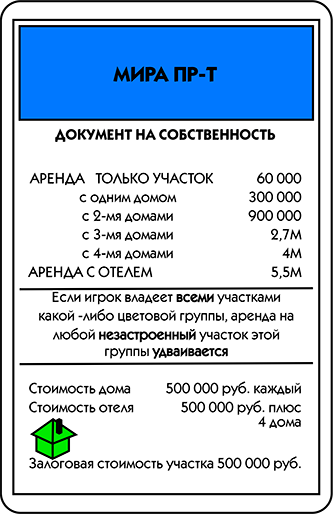 МИРА ПР-Т
ДОКУМЕНТ НА СОБСТВЕННОСТЬ
АРЕНДА ТОЛЬКО УЧАСТОК 60 000
с одним домом 300 000
с 2-мя домами 900 000
с 3-мя домами 2,7М
с 4-мя домами 4М
АРЕНДА С ОТЕЛЕМ 5,5М
Если игрок владеет всеми участками
какой -либо цветовой группы, аренда на
любой незастроенный участок этой
группы удваивается
Стоимость дома 500 000 руб. каждый
Стоимость отеля 500 000 руб. плюс
4 дома
Залоговая стоимость участка 500 000 руб.